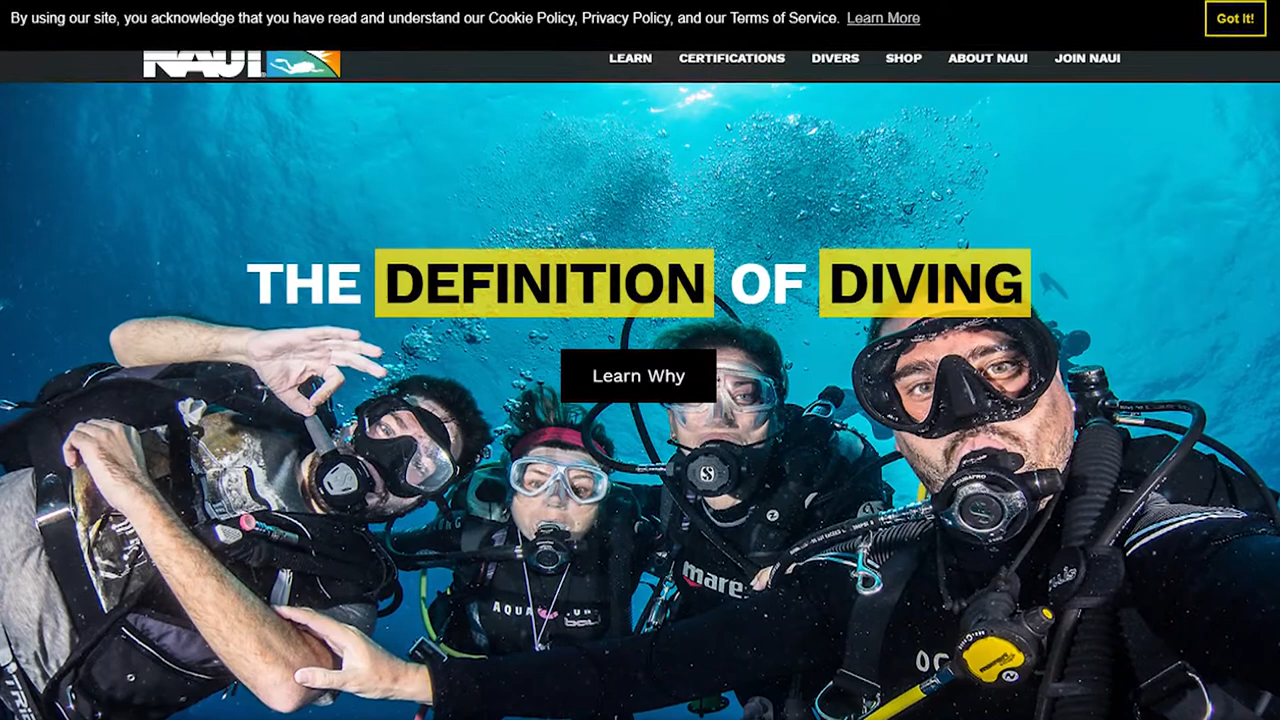 By using our site, you acknowledge that you have read and understand our Cookie Policy, Privacy Policy, and our Terms of Service. Learn More
Got It!
NAUI
LEARN CERTIFICATIONS DIVERS SHOP ABOUT NAUI JOIN NAUI
THE DEFINITION OF DIVING
Learn Why
SCUBAPRO
mares
AQUA